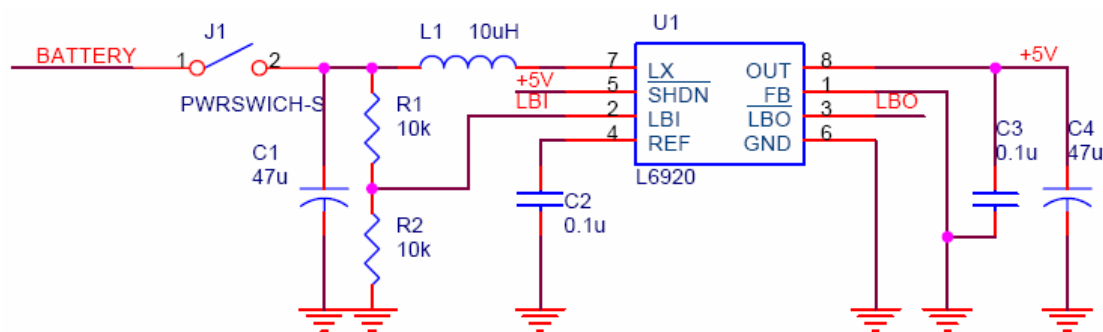 J1
BATTERY
1
2
PWRSWICH-S
L1 10uH
U1
+5V
LBI
7
5
2
4
LX
SHDN
LBI
REF
OUT
FB
LBO
GND
8
1
3
6
L6920
LBO
+5V
R1
10k
R2
10k
C1
47u
C2
0.1u
C3
0.1u
C4
47u